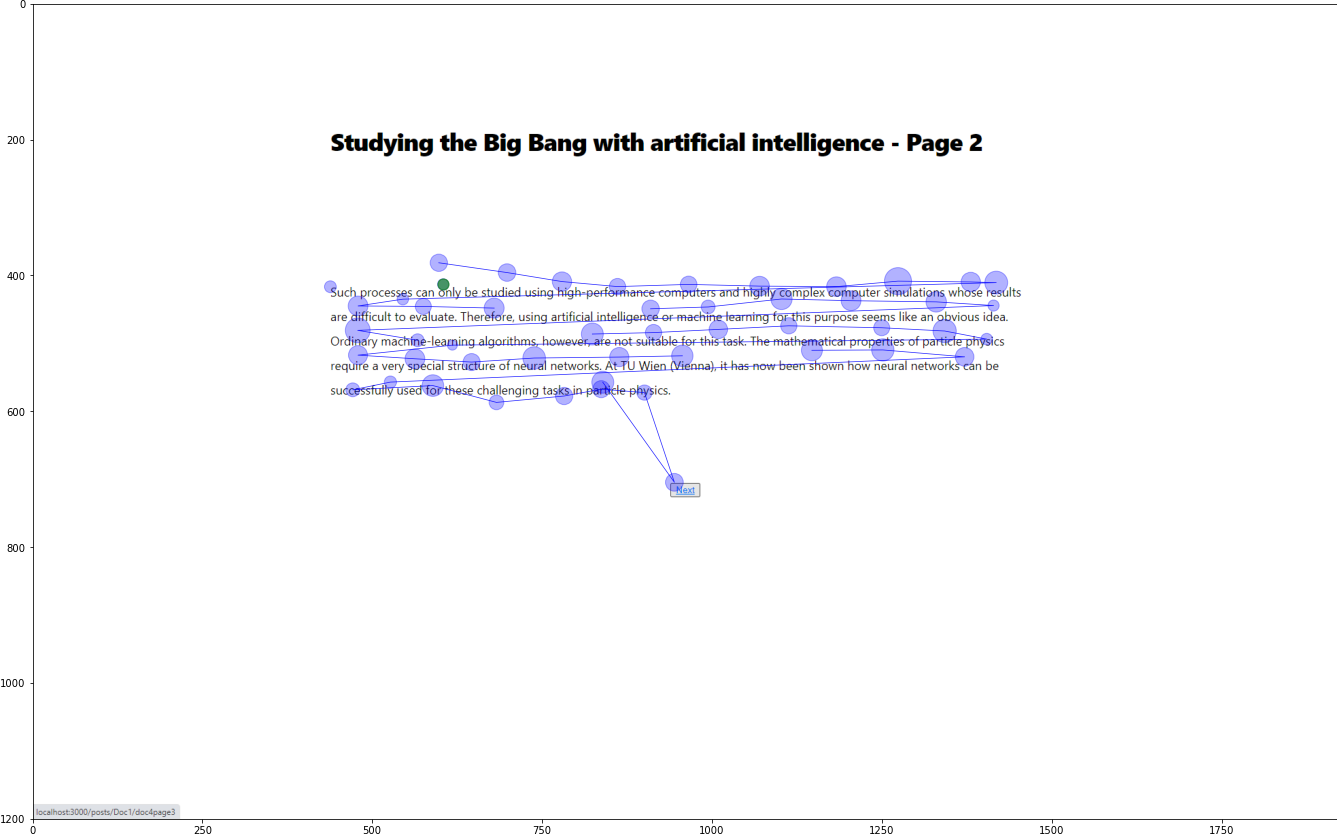 0
200
Studying the Big Bang with artificial intelligence - Page 2
400
Such processes can only be studied using high-performance computers and highly complex computer simulations whose results
are difficult to evaluate. Therefore, using artificial intelligence or machine learning for this purpose seems like an obvious idea.
Ordinary machine-learning algorithms, however, are not suitable for this task. The mathematical properties of particle physics
require a very special structure of neural networks. At TU Wien (Vienna), it has now been shown how neural networks can be
successfully used for these challenging tasks in particle physics.
600
Next
800
1000
localhost:3000/posts/Doc1/doc4page3
1200
0 250 500 750 1000 1250 1500 1750